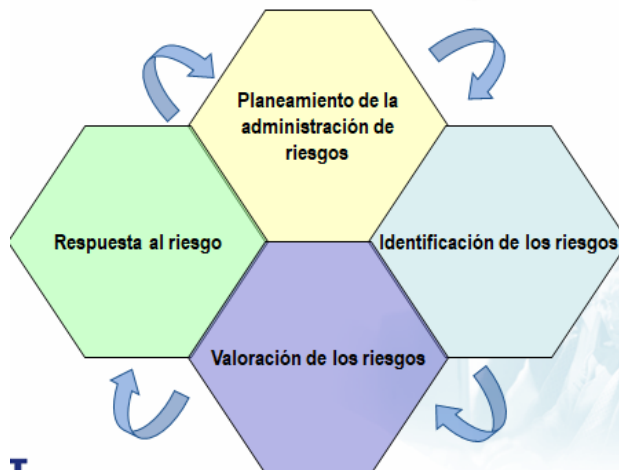 Planeamiento de la
administración de
riesgos
Respuesta al riesgo
Identificación de los riesgos
Valoración de los riesgos
T